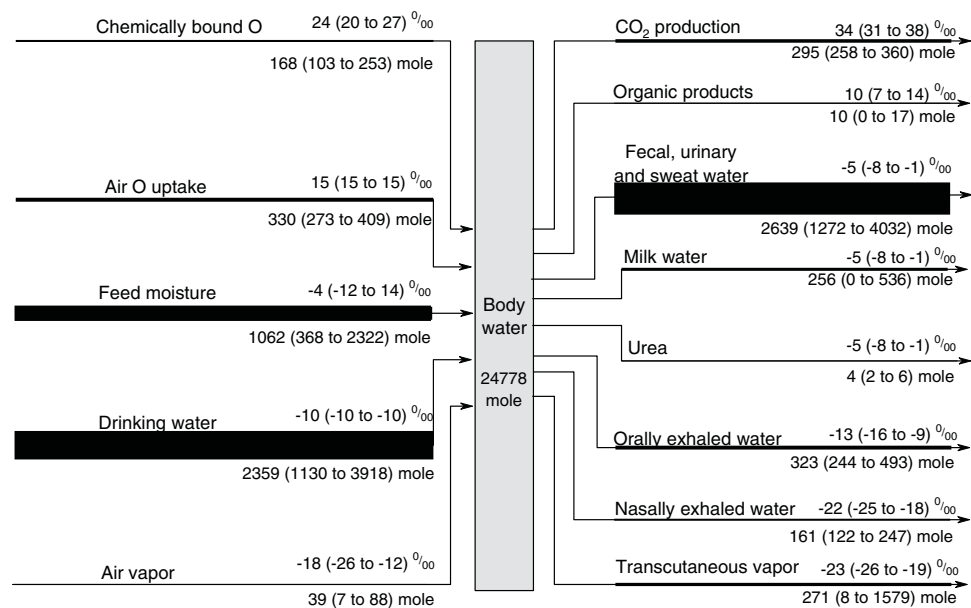 Chemically bound O 24 (20 to 27) 0/00
168 (103 to 253) mole
Air O uptake 15 (15 to 15) 0/00
330 (273 to 409) mole
Feed moisture -4 (-12 to 14) 0/00
1062 (368 to 2322) mole
Drinking water -10 (-10 to -10) 0/00
2359 (1130 to 3918) mole
Air vapor -18 (-26 to -12) 0/00
39 (7 to 88) mole
Body
water
24778
mole
CO2 production 34 (31 to 38) 0/00
295 (258 to 360) mole
Organic products 10 (7 to 14) 0/00
10 (0 to 17) mole
Fecal, urinary
and sweat water -5 (-8 to -1) 0/00
2639 (1272 to 4032) mole
Milk water -5 (-8 to -1) 0/00
256 (0 to 536) mole
Urea -5 (-8 to -1) 0/00
4 (2 to 6) mole
Orally exhaled water -13 (-16 to -9) 0/00
323 (244 to 493) mole
Nasally exhaled water -22 (-25 to -18) 0/00
161 (122 to 247) mole
Transcutaneous vapor -23 (-26 to -19) 0/00
271 (8 to 1579) mole